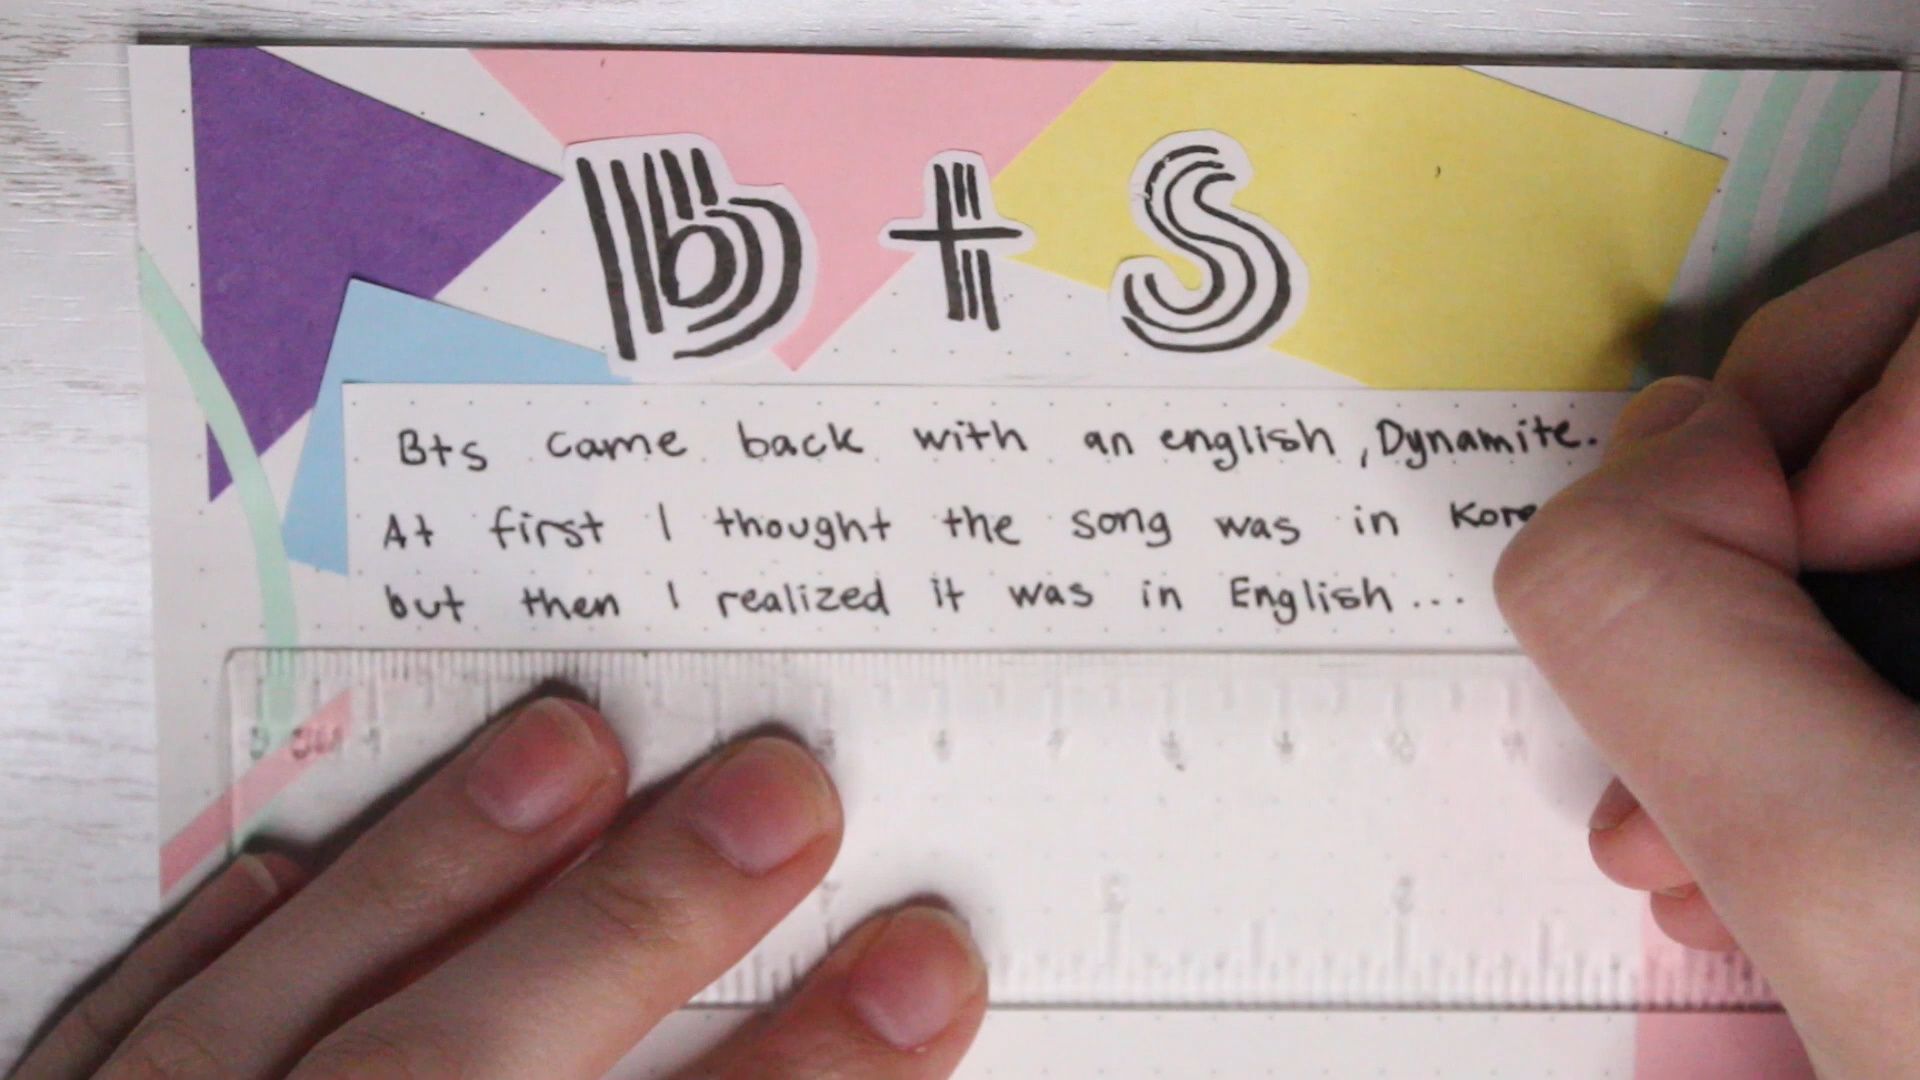 BtS
Bts came back with an english , Dynamite.
At first I thought the song was in
but then I realized it was in English...